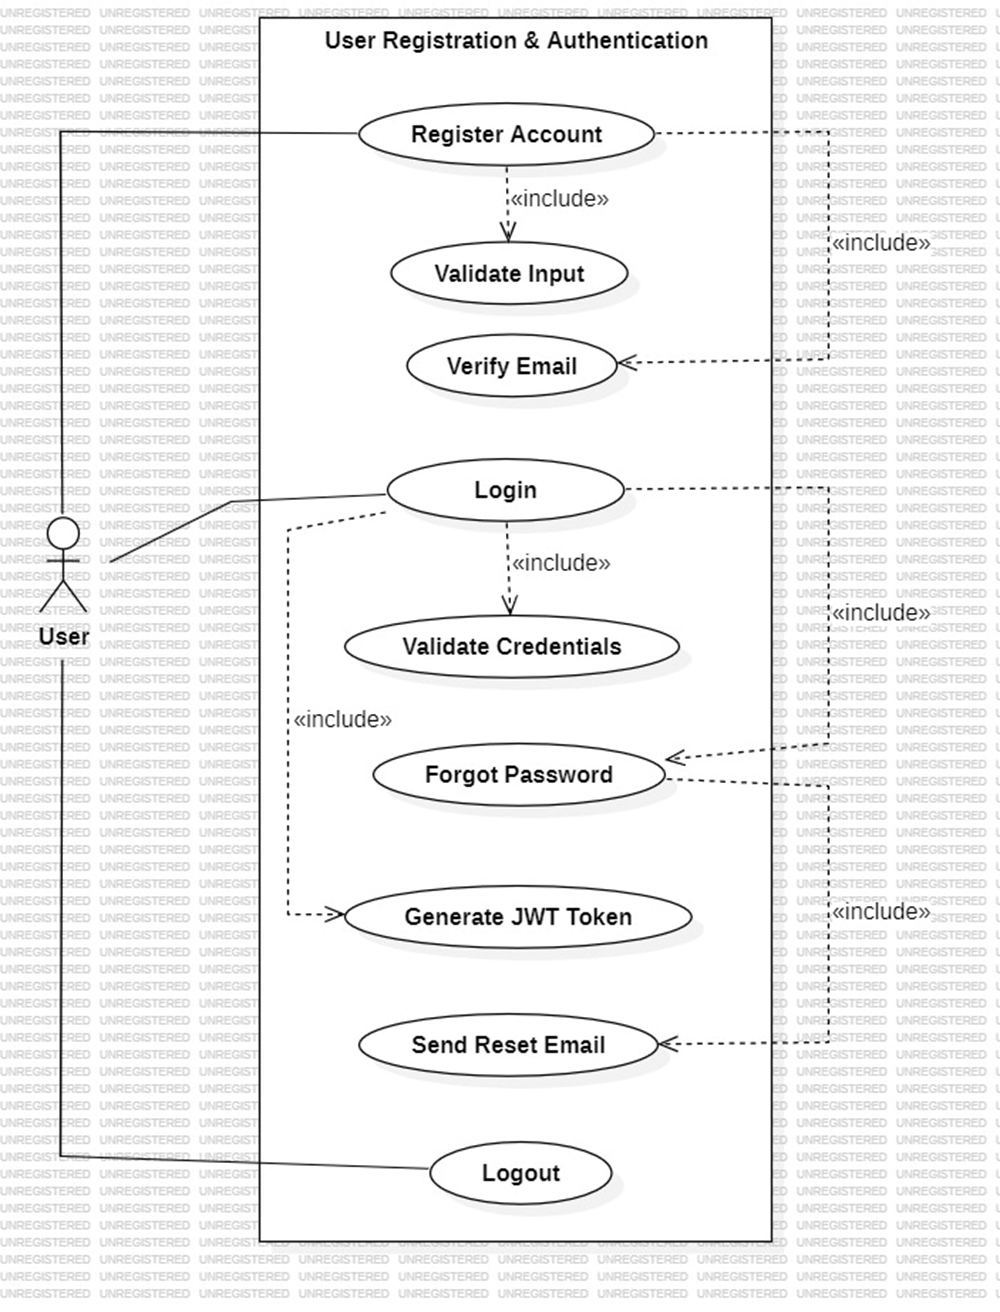 User Registration & Authentication
Register Account
«include»
«include»
Validate Input
Verify Email
Login
«include»
«include»
User
Validate Credentials
«include»
Forgot Password
Generate JWT Token
«include»
Send Reset Email
Logout
UNREGISTERED